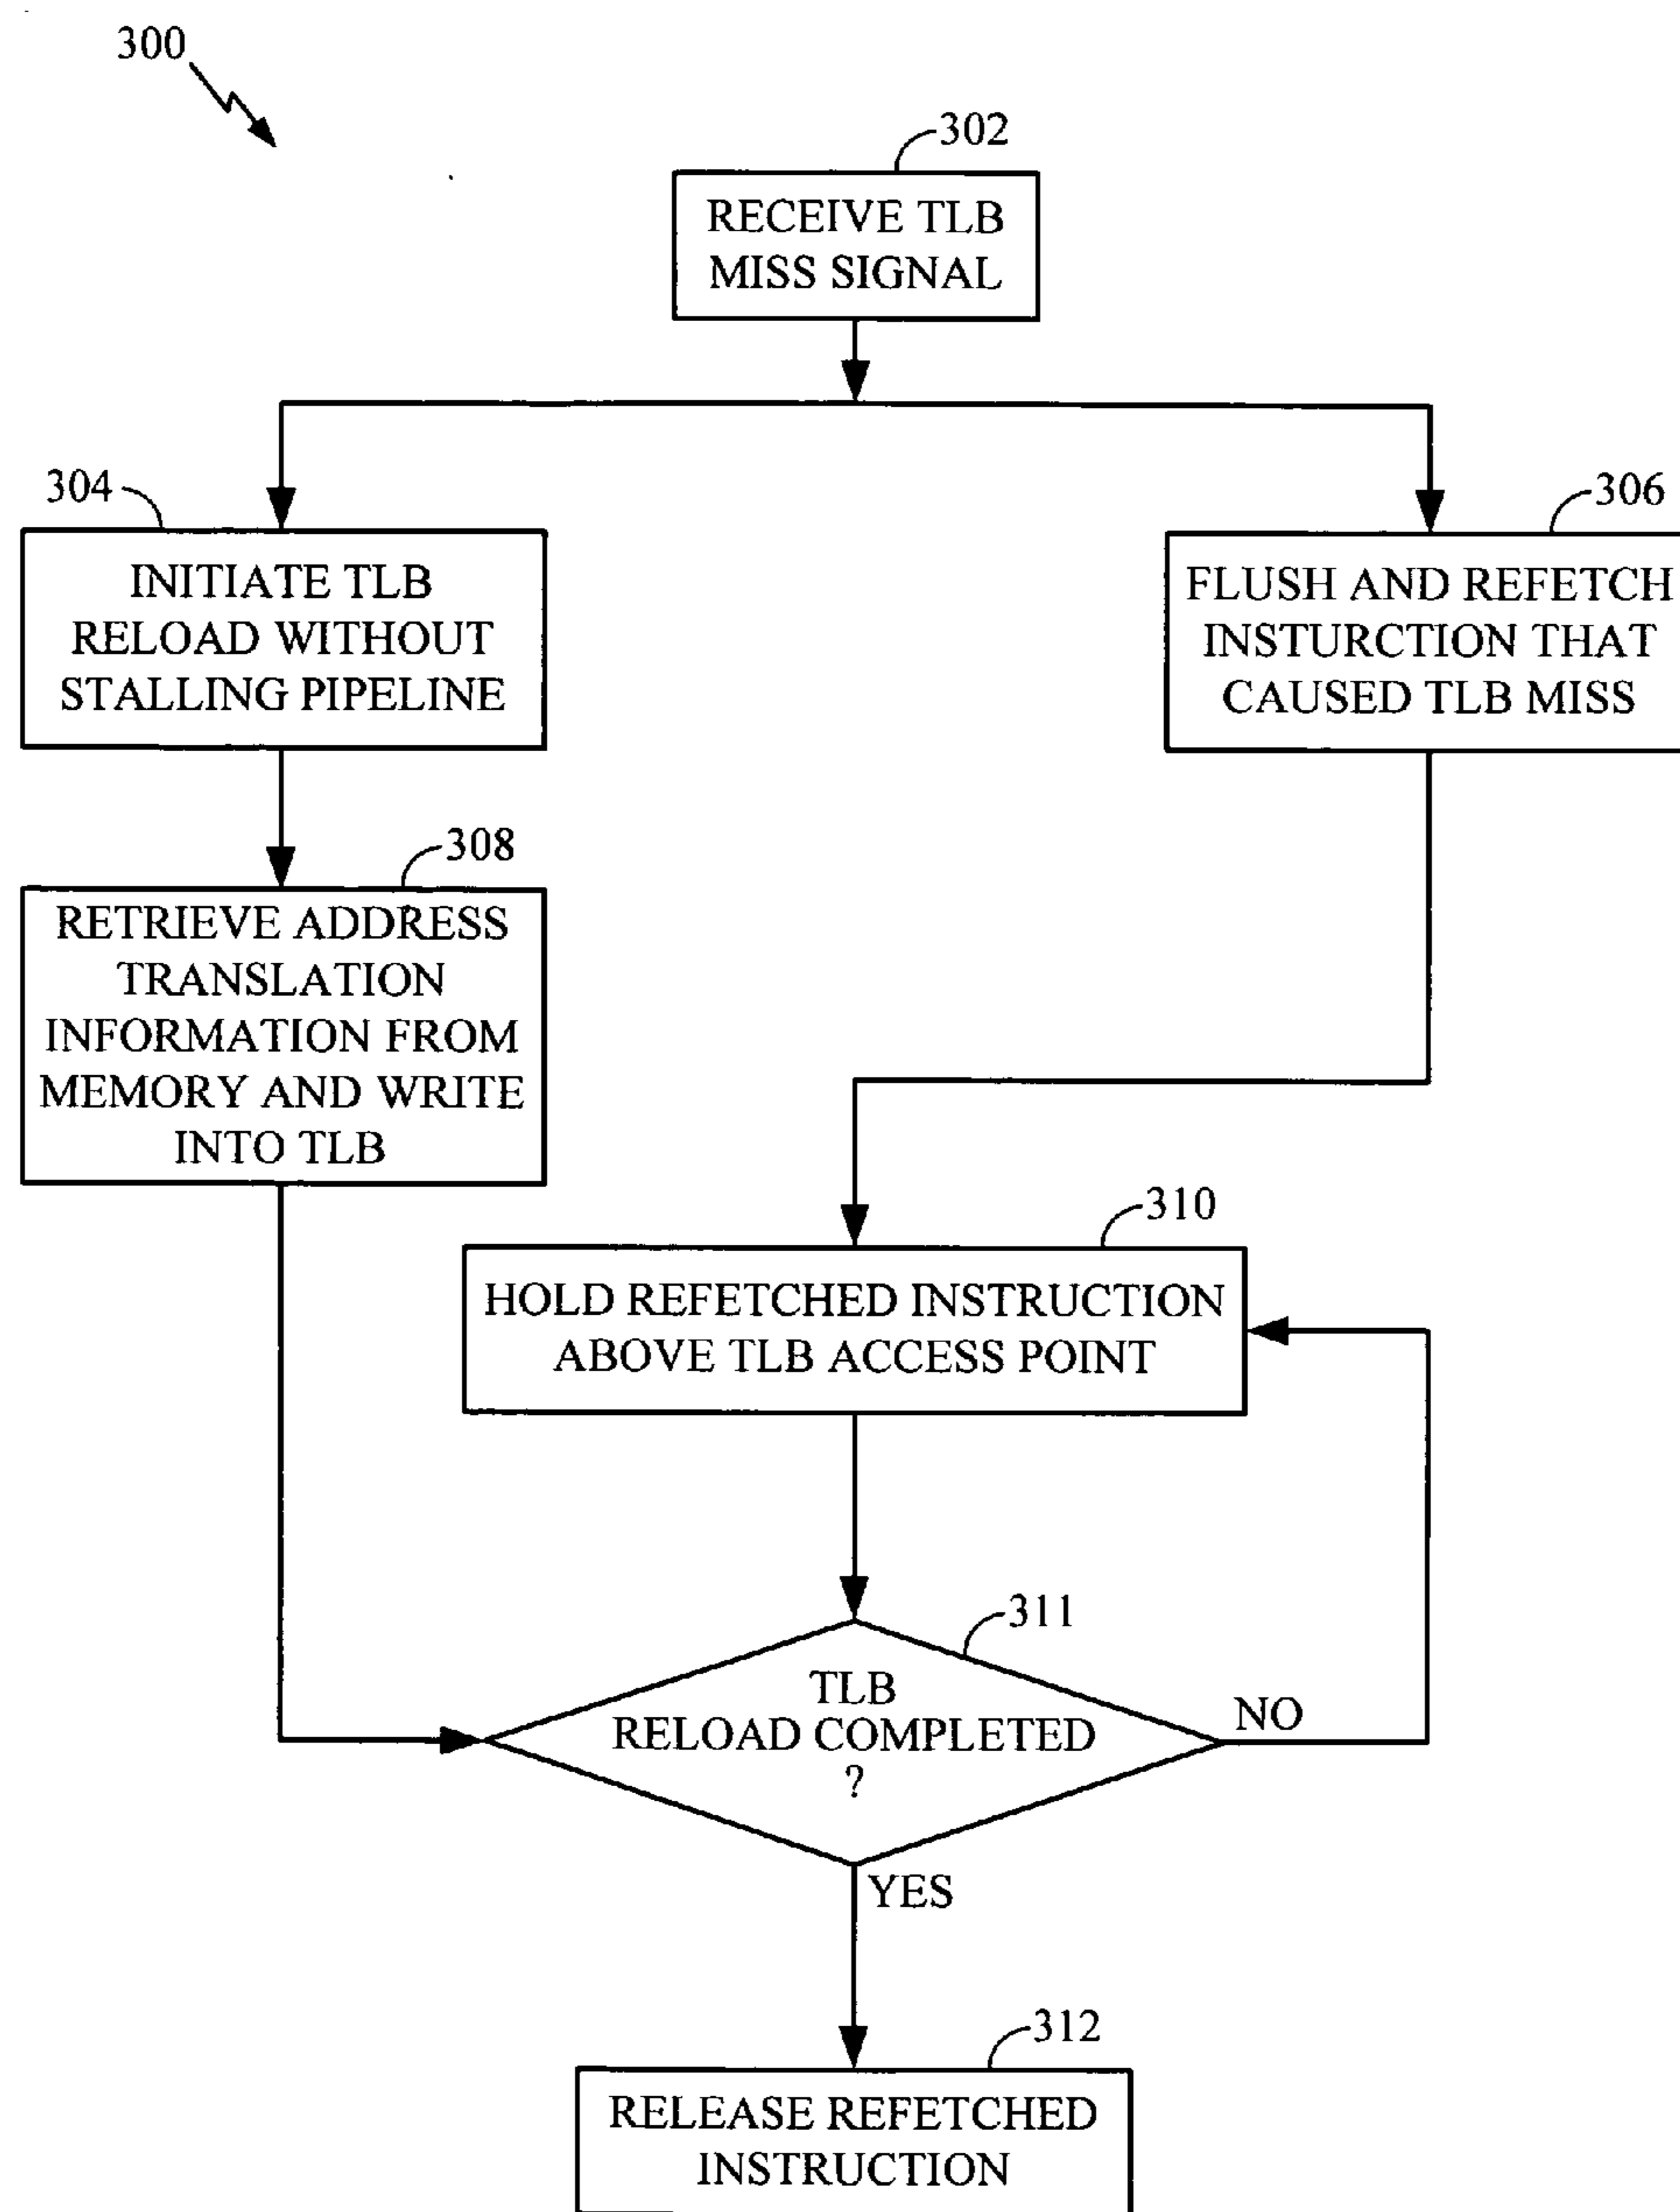 300
302
RECEIVE TLB
MISS SIGNAL
304
INITIATE TLB
RELOAD WITHOUT
STALLING PIPELINE
306
FLUSH AND REFETCH
INSTURCTION THAT
CAUSED TLB MISS
308
RETRIEVE ADDRESS
TRANSLATION
INFORMATION FROM
MEMORY AND WRITE
INTO TLB
310
HOLD REFETCHED INSTRUCTION
ABOVE TLB ACCESS POINT
311
TLB
RELOAD COMPLETED
?
NO
YES
312
RELEASE REFETCHED
INSTRUCTION